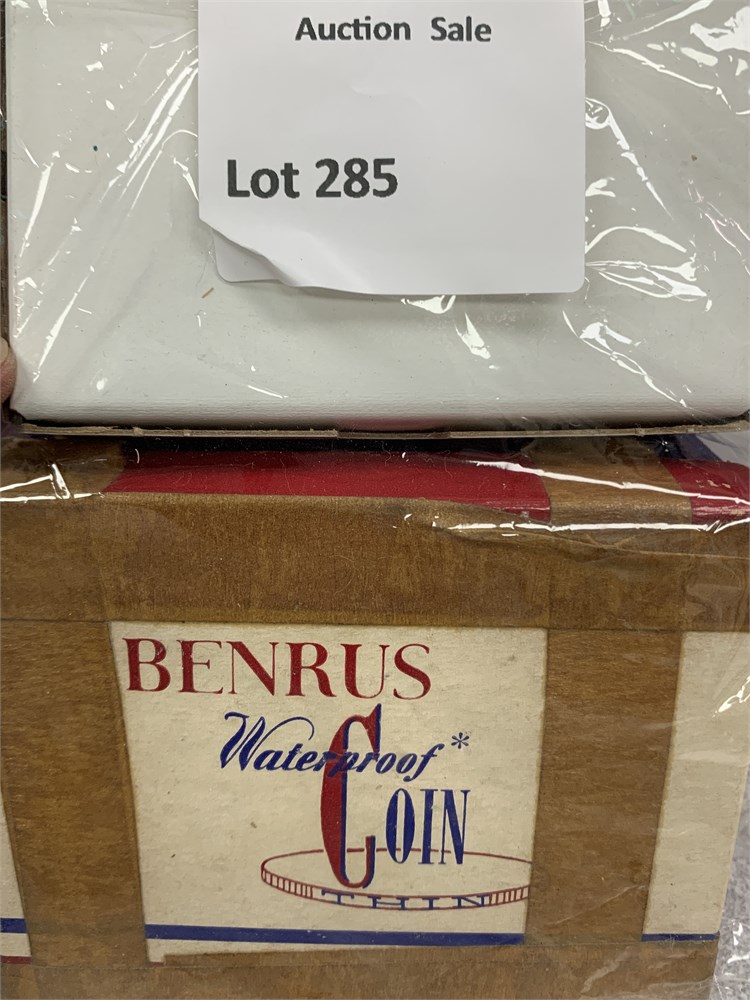 Auction Sale
Lot 285
BENRUS
Waterproof*
COIN
THIN